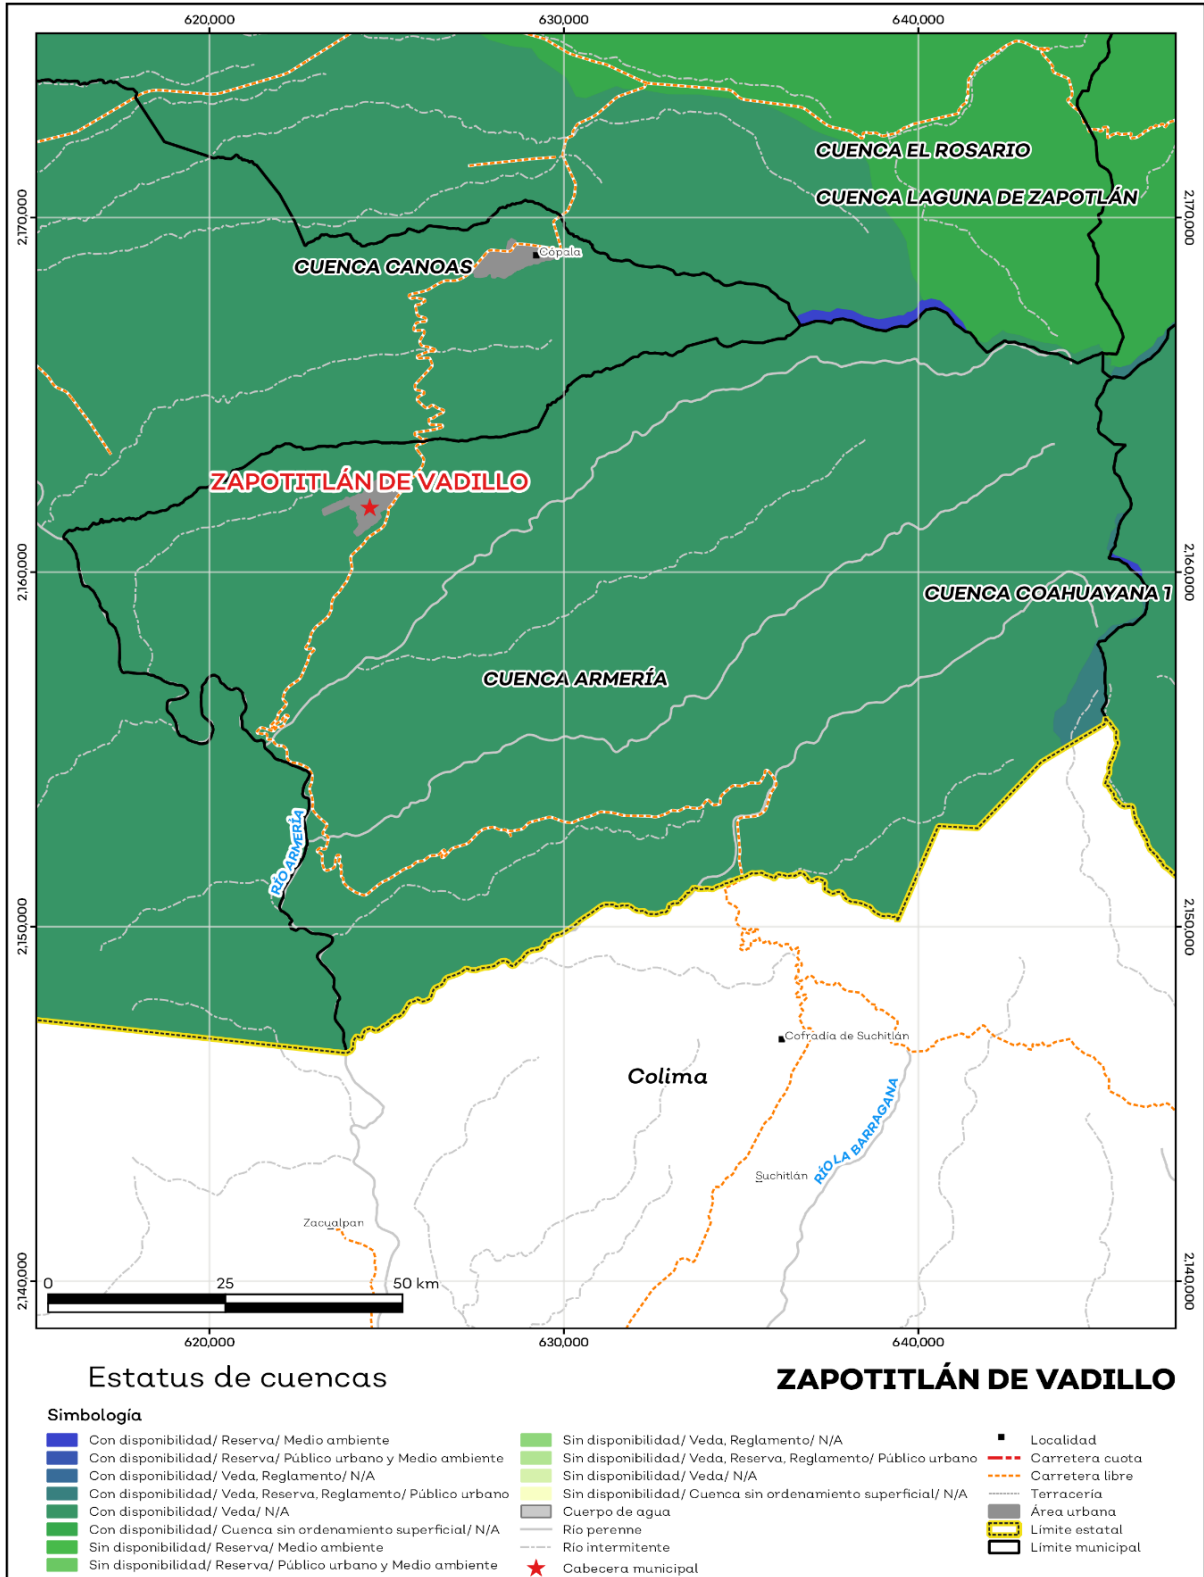 620,000 630,000 640,000
CUENCA EL ROSARIO
CUENCA LAGUNA DE ZAPOTLÁN
2,170,000 2,170,000
Cópala
CUENCA CANOAS
ZAPOTITLÁN DE VADILLO
2,160,000 2,160,000
CUENCA COAHUAYANA 1
CUENCA ARMERÍA
RÍO ARMERÍA
2,150,000 2,150,000
Cofradía de Suchitlán
Colima
RÍO LA BARRAGANA
Suchitlán
Zacualpan
2,140,000 2,140,000
0 25 50 km
620,000 630,000 640,000
Estatus de cuencas
ZAPOTITLÁN DE VADILLO
Simbología
Con disponibilidad/ Reserva/ Medio ambiente
Con disponibilidad/ Reserva/ Público urbano y Medio ambiente
Con disponibilidad/ Veda, Reglamento/ N/A
Con disponibilidad/ Veda, Reserva, Reglamento/ Público urbano
Con disponibilidad/ Veda/ N/A
Con disponibilidad/ Cuenca sin ordenamiento superficial/ N/A
Sin disponibilidad/ Reserva/ Medio ambiente
Sin disponibilidad/ Reserva/ Público urbano y Medio ambiente
Sin disponibilidad/ Veda, Reglamento/ N/A
Sin disponibilidad/ Veda, Reserva, Reglamento/ Público urbano
Sin disponibilidad/ Veda/ N/A
Sin disponibilidad/ Cuenca sin ordenamiento superficial/ N/A
Cuerpo de agua
Río perenne
Río intermitente
Cabecera municipal
Localidad
Carretera cuota
Carretera libre
Terracería
Área urbana
Límite estatal
Límite municipal